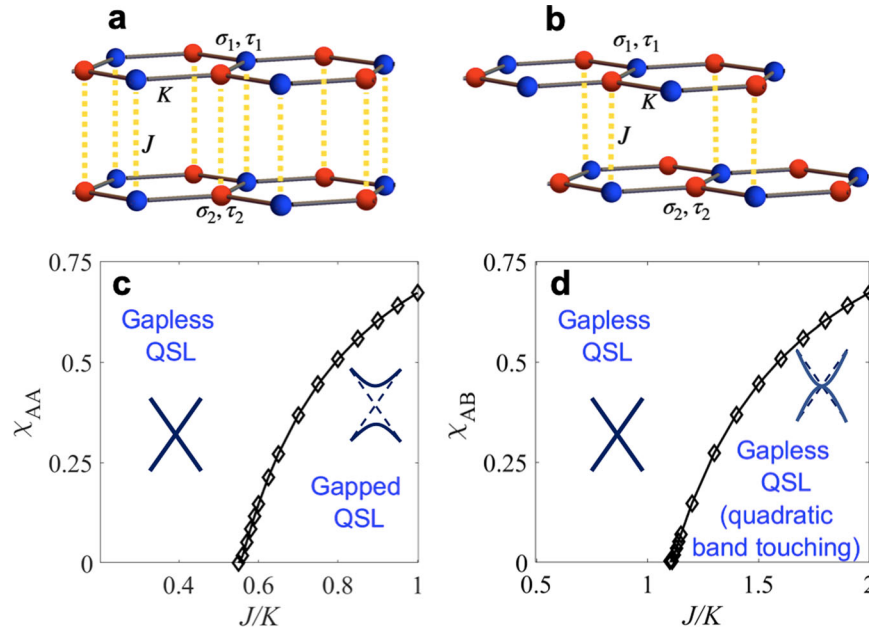 a
σ₁, τ₁
K
J
σ₂, τ₂
b
σ₁, τ₁
K
J
σ₂, τ₂
c
χAA
0.75
0.5
0.25
0
0.4 0.6 0.8 1
J/K
Gapless
QSL
Gapped
QSL
d
χAB
0.75
0.5
0.25
0
0.5 1 1.5 2
J/K
Gapless
QSL
Gapless
QSL
(quadratic
band touching)